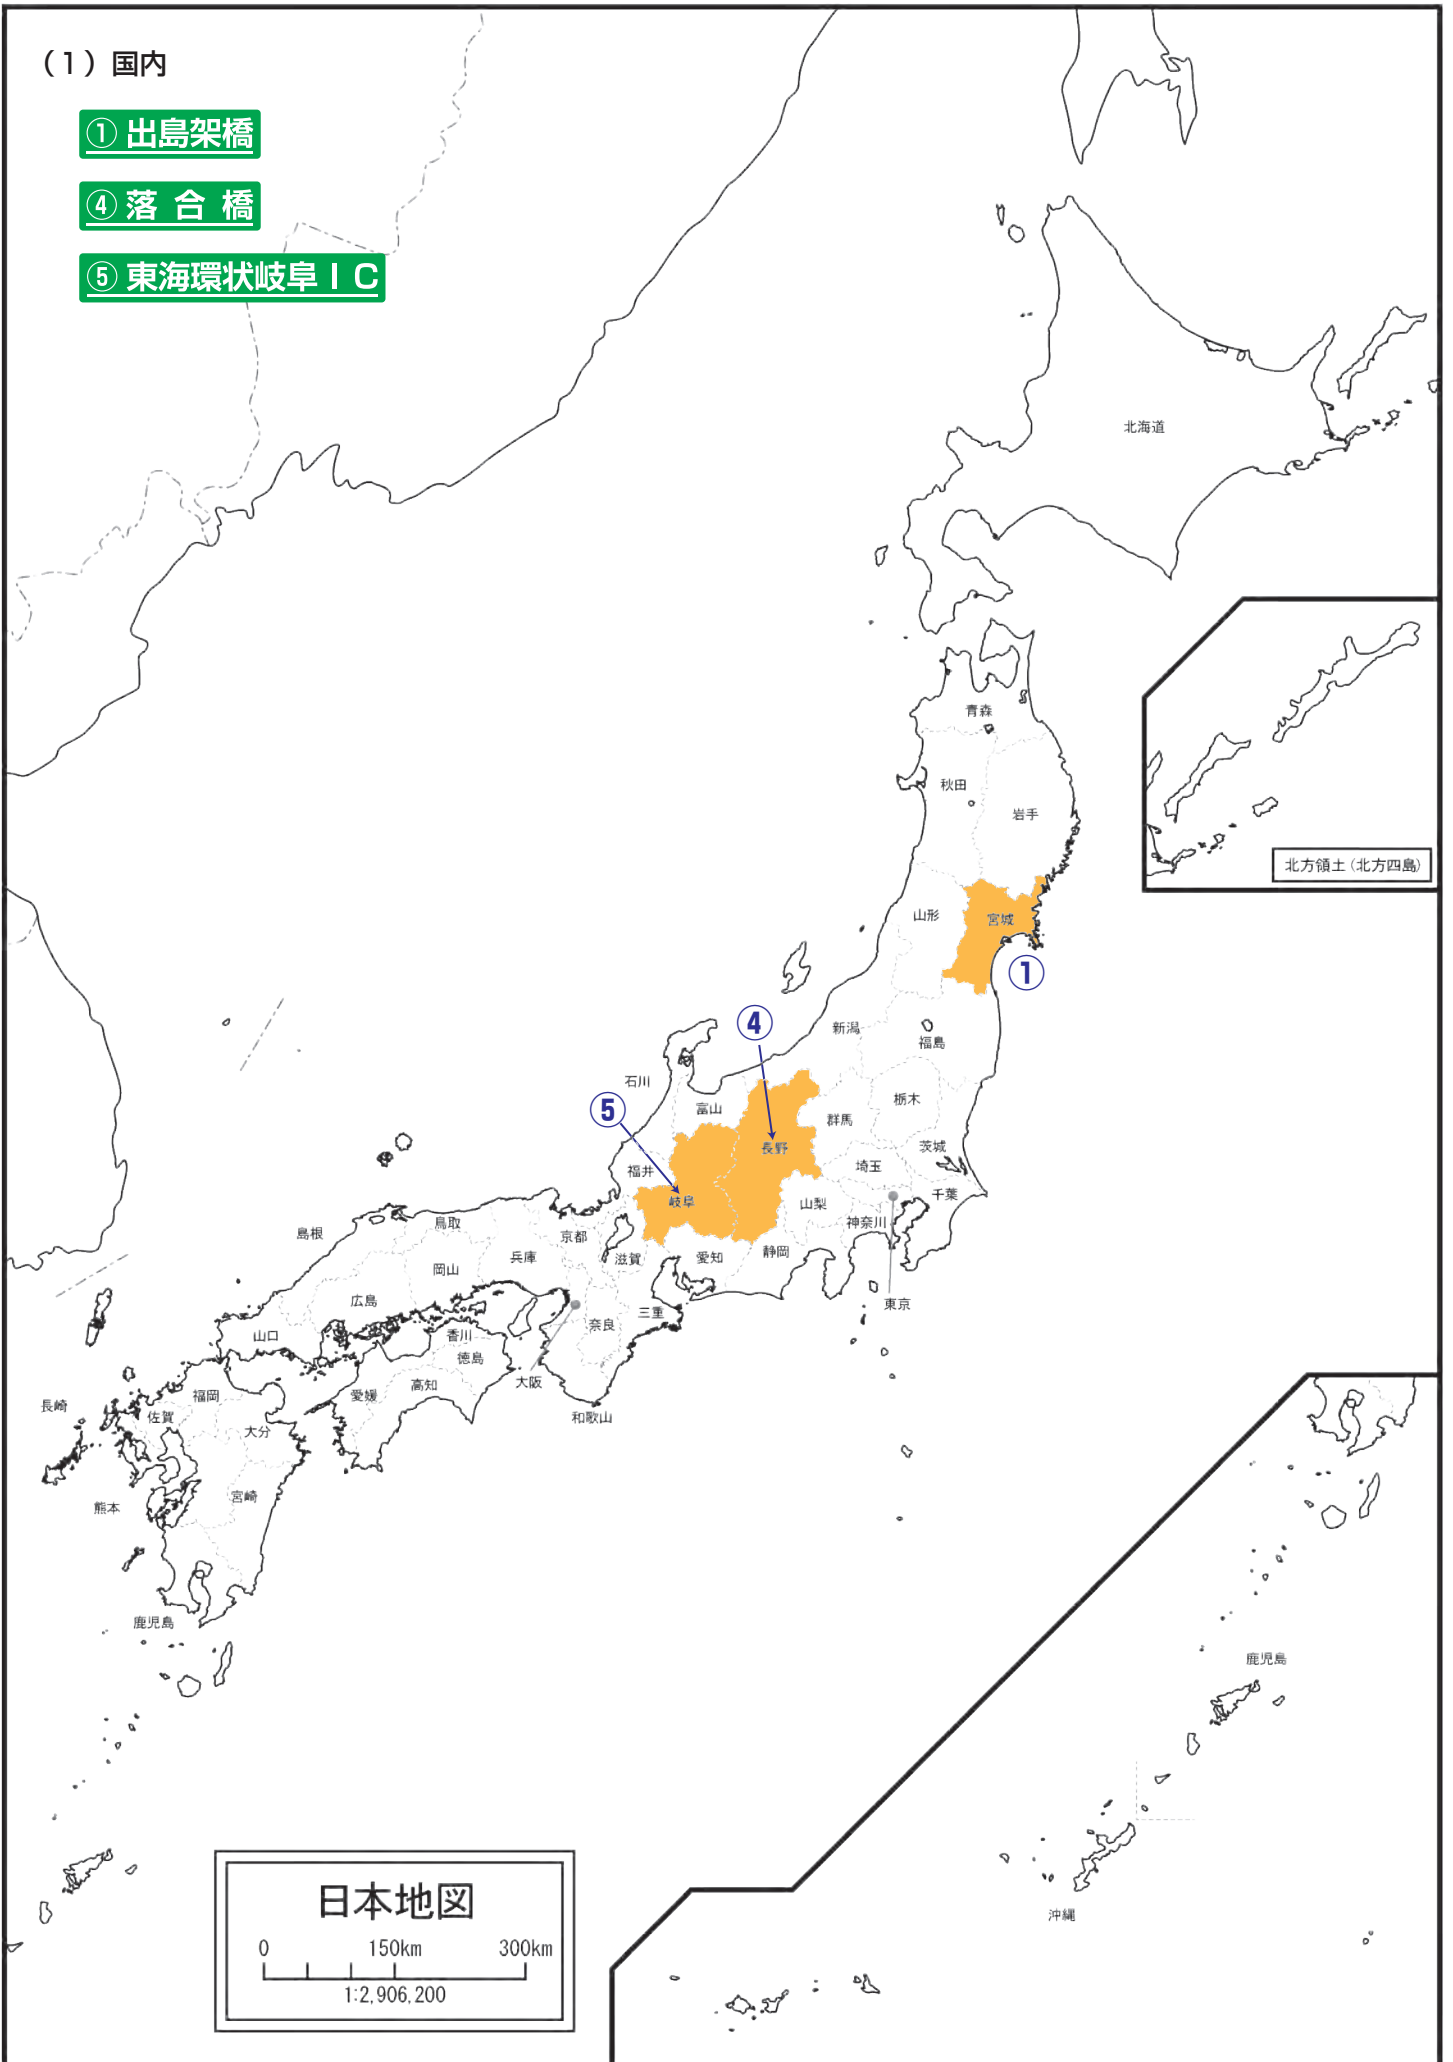 （１）国内
① 出島架橋
④ 落 合 橋
⑤ 東海環状岐阜ＩＣ
北海道
青森
秋田
岩手
北方領土（北方四島）
山形
宮城
①
④
新潟
福島
石川
⑤
富山
栃木
群馬
長野
茨城
福井
埼玉
千葉
岐阜
山梨
神奈川
鳥取
島根
京都
兵庫
滋賀
愛知
静岡
岡山
広島
東京
三重
奈良
山口
香川
徳島
大阪
高知
愛媛
福岡
長崎
佐賀
和歌山
大分
宮崎
熊本
鹿児島
鹿児島
沖縄
日本地図
0 150km 300km
1:2,906,200